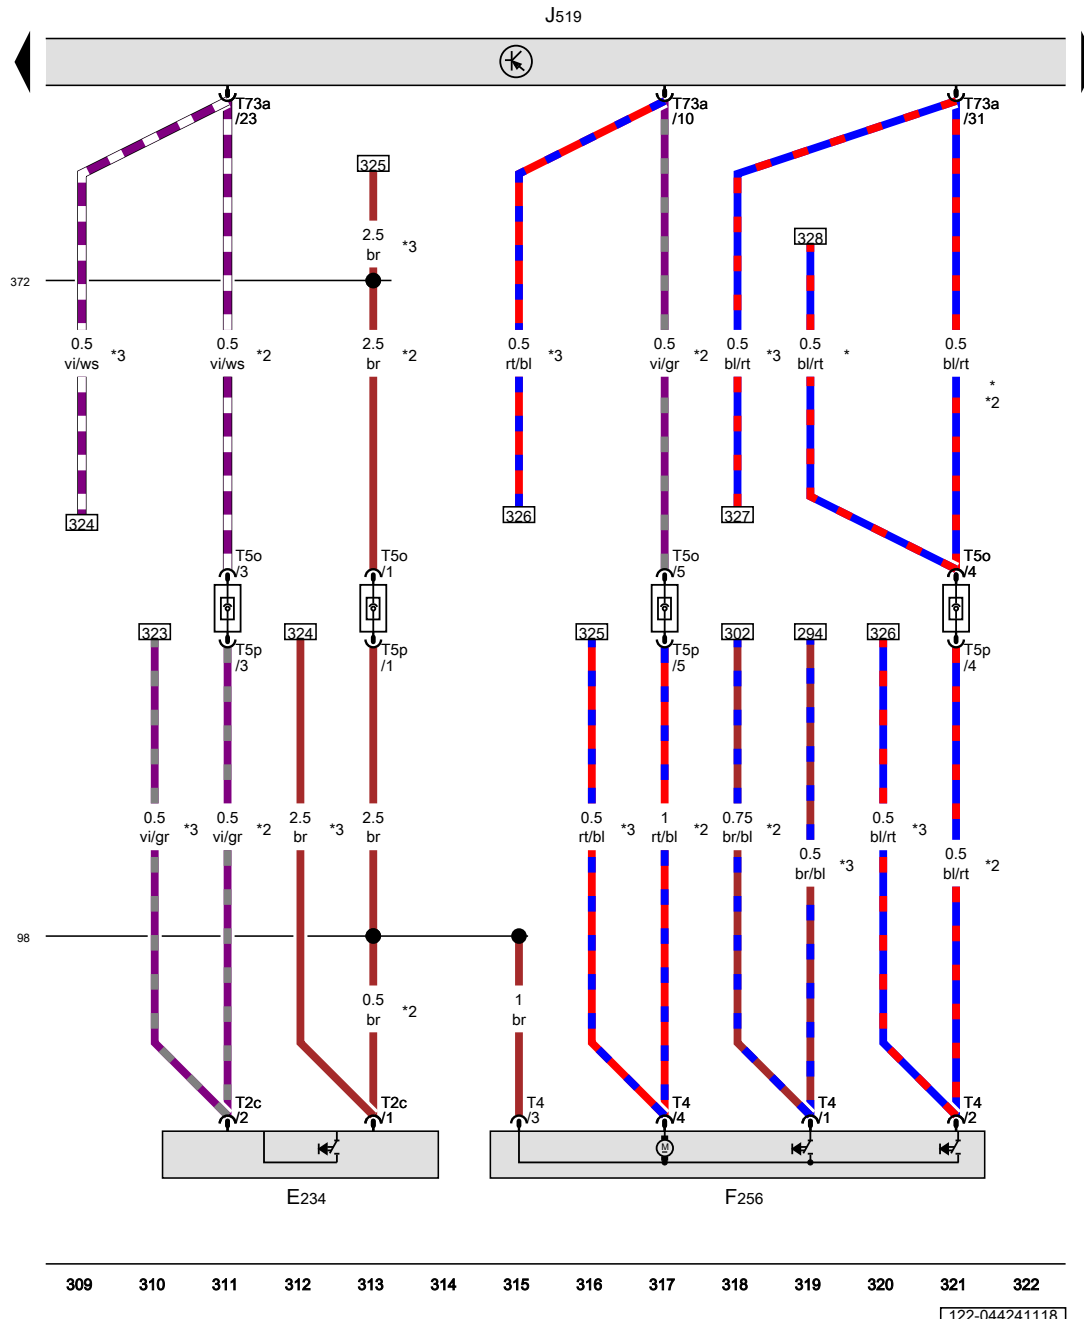 J519
T73a
/23
T73a
/10
T73a
/31
325
2.5
br
*3
328
372
0.5
vi/ws
*3
0.5
vi/ws
*2
2.5
br
*2
0.5
rt/bl
*3
0.5
vi/gr
*2
0.5
bl/rt
*3
0.5
bl/rt
*
0.5
bl/rt
*
*2
324
326
327
T5o
/3
T5o
/1
T5o
/5
T5o
/4
323
324
325
302
294
326
T5p
/3
T5p
/1
T5p
/5
T5p
/4
0.5
vi/gr
*3
0.5
vi/gr
*2
2.5
br
*3
2.5
br
0.5
rt/bl
*3
1
rt/bl
*2
0.75
br/bl
*2
0.5
br/bl
*3
0.5
bl/rt
*3
0.5
bl/rt
*2
98
0.5
br
*2
1
br
T2c
/2
T2c
/1
T4
/3
T4
/4
T4
/1
T4
/2
M
E234
F256
309 310 311 312 313 314 315 316 317 318 319 320 321 322
122-044241118